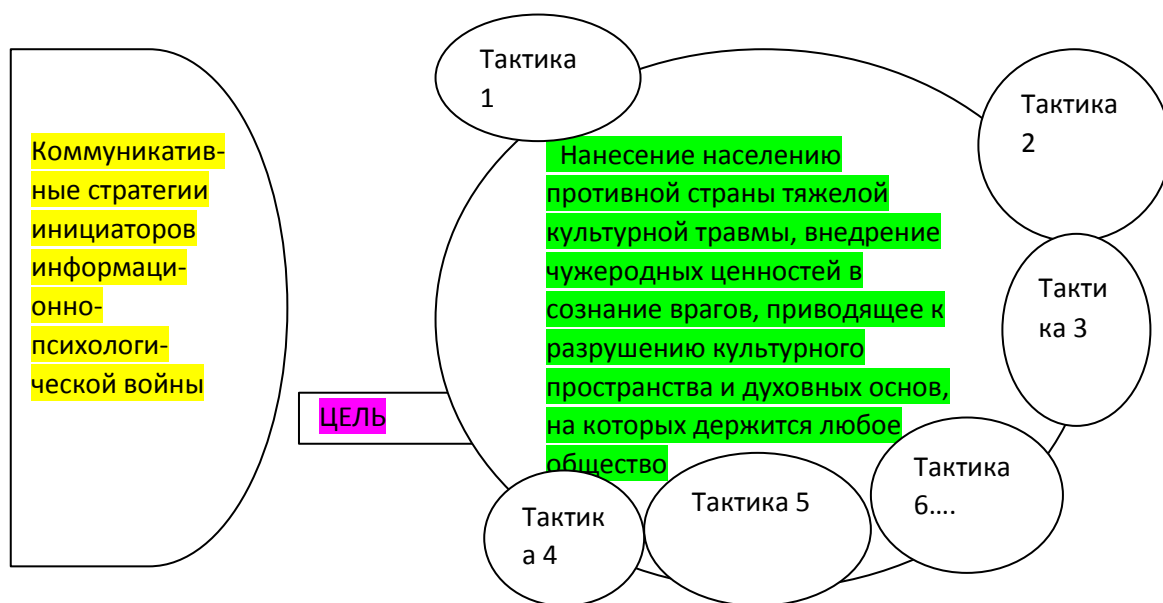 Коммуникатив-
ные стратегии
инициаторов
информаци-
онно-
психологи-
ческой войны
ЦЕЛЬ
Тактика
1
Нанесение населению
противной страны тяжелой
культурной травмы, внедрение
чужеродных ценностей в
сознание врагов, приводящее к
разрушению культурного
пространства и духовных основ,
на которых держится любое
общество
Тактика
2
Такти
ка 3
Тактик
а 4
Тактика 5
Тактика
6....